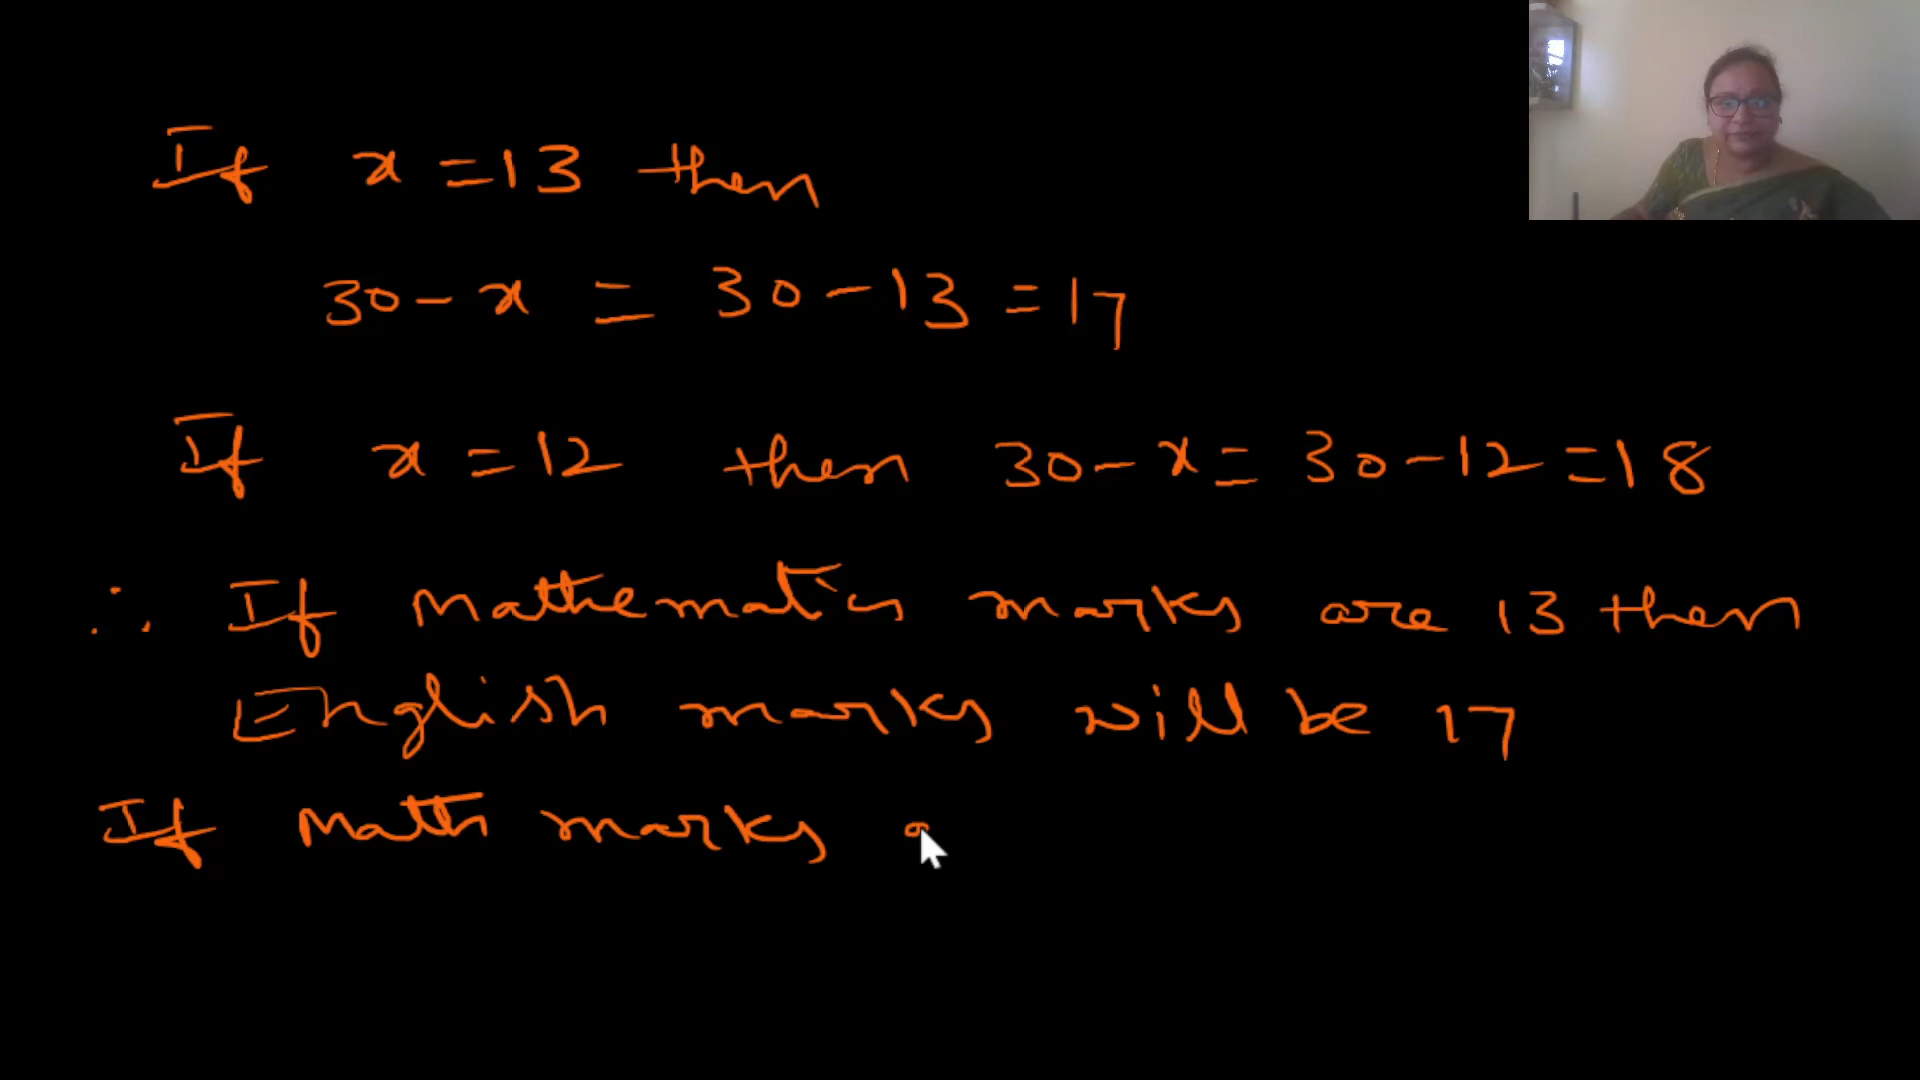 If x = 13 then
30 - x = 30 - 13 = 17
If x = 12 then 30 - x = 30 - 12 = 18
∴ If Mathematics marks are 13 then
English marks will be 17
If Math marks a